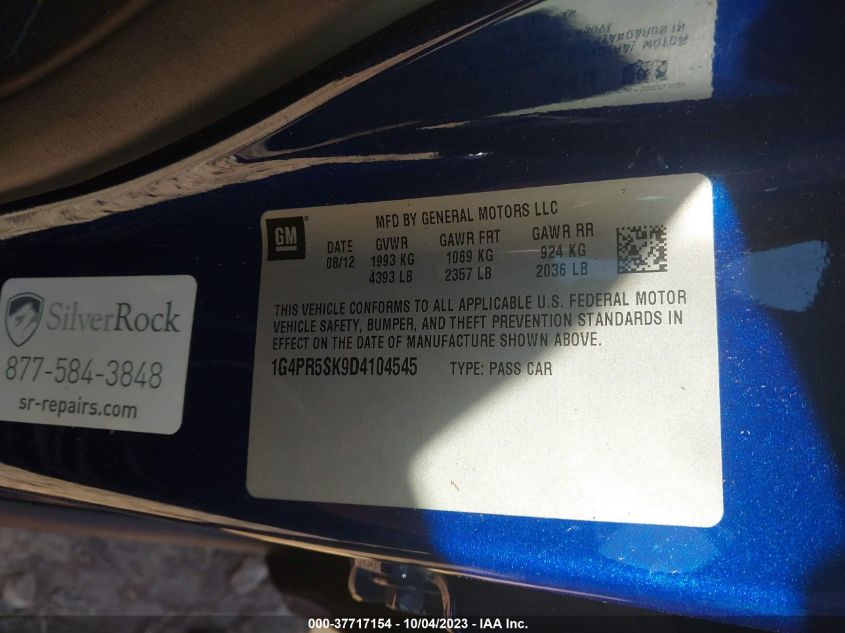 GM
MFD BY GENERAL MOTORS LLC
DATE GVWR GAWR FRT GAWR RR
08/12 1993 KG 1069 KG 924 KG
4393 LB 2357 LB 2036 LB
THIS VEHICLE CONFORMS TO ALL APPLICABLE U.S. FEDERAL MOTOR
VEHICLE SAFETY, BUMPER, AND THEFT PREVENTION STANDARDS IN
EFFECT ON THE DATE OF MANUFACTURE SHOWN ABOVE.
1G4PR5SK9D4104545 TYPE: PASS CAR
SilverRock
877-584-3848
sr-repairs.com
000-37717154 - 10/04/2023 - IAA Inc.